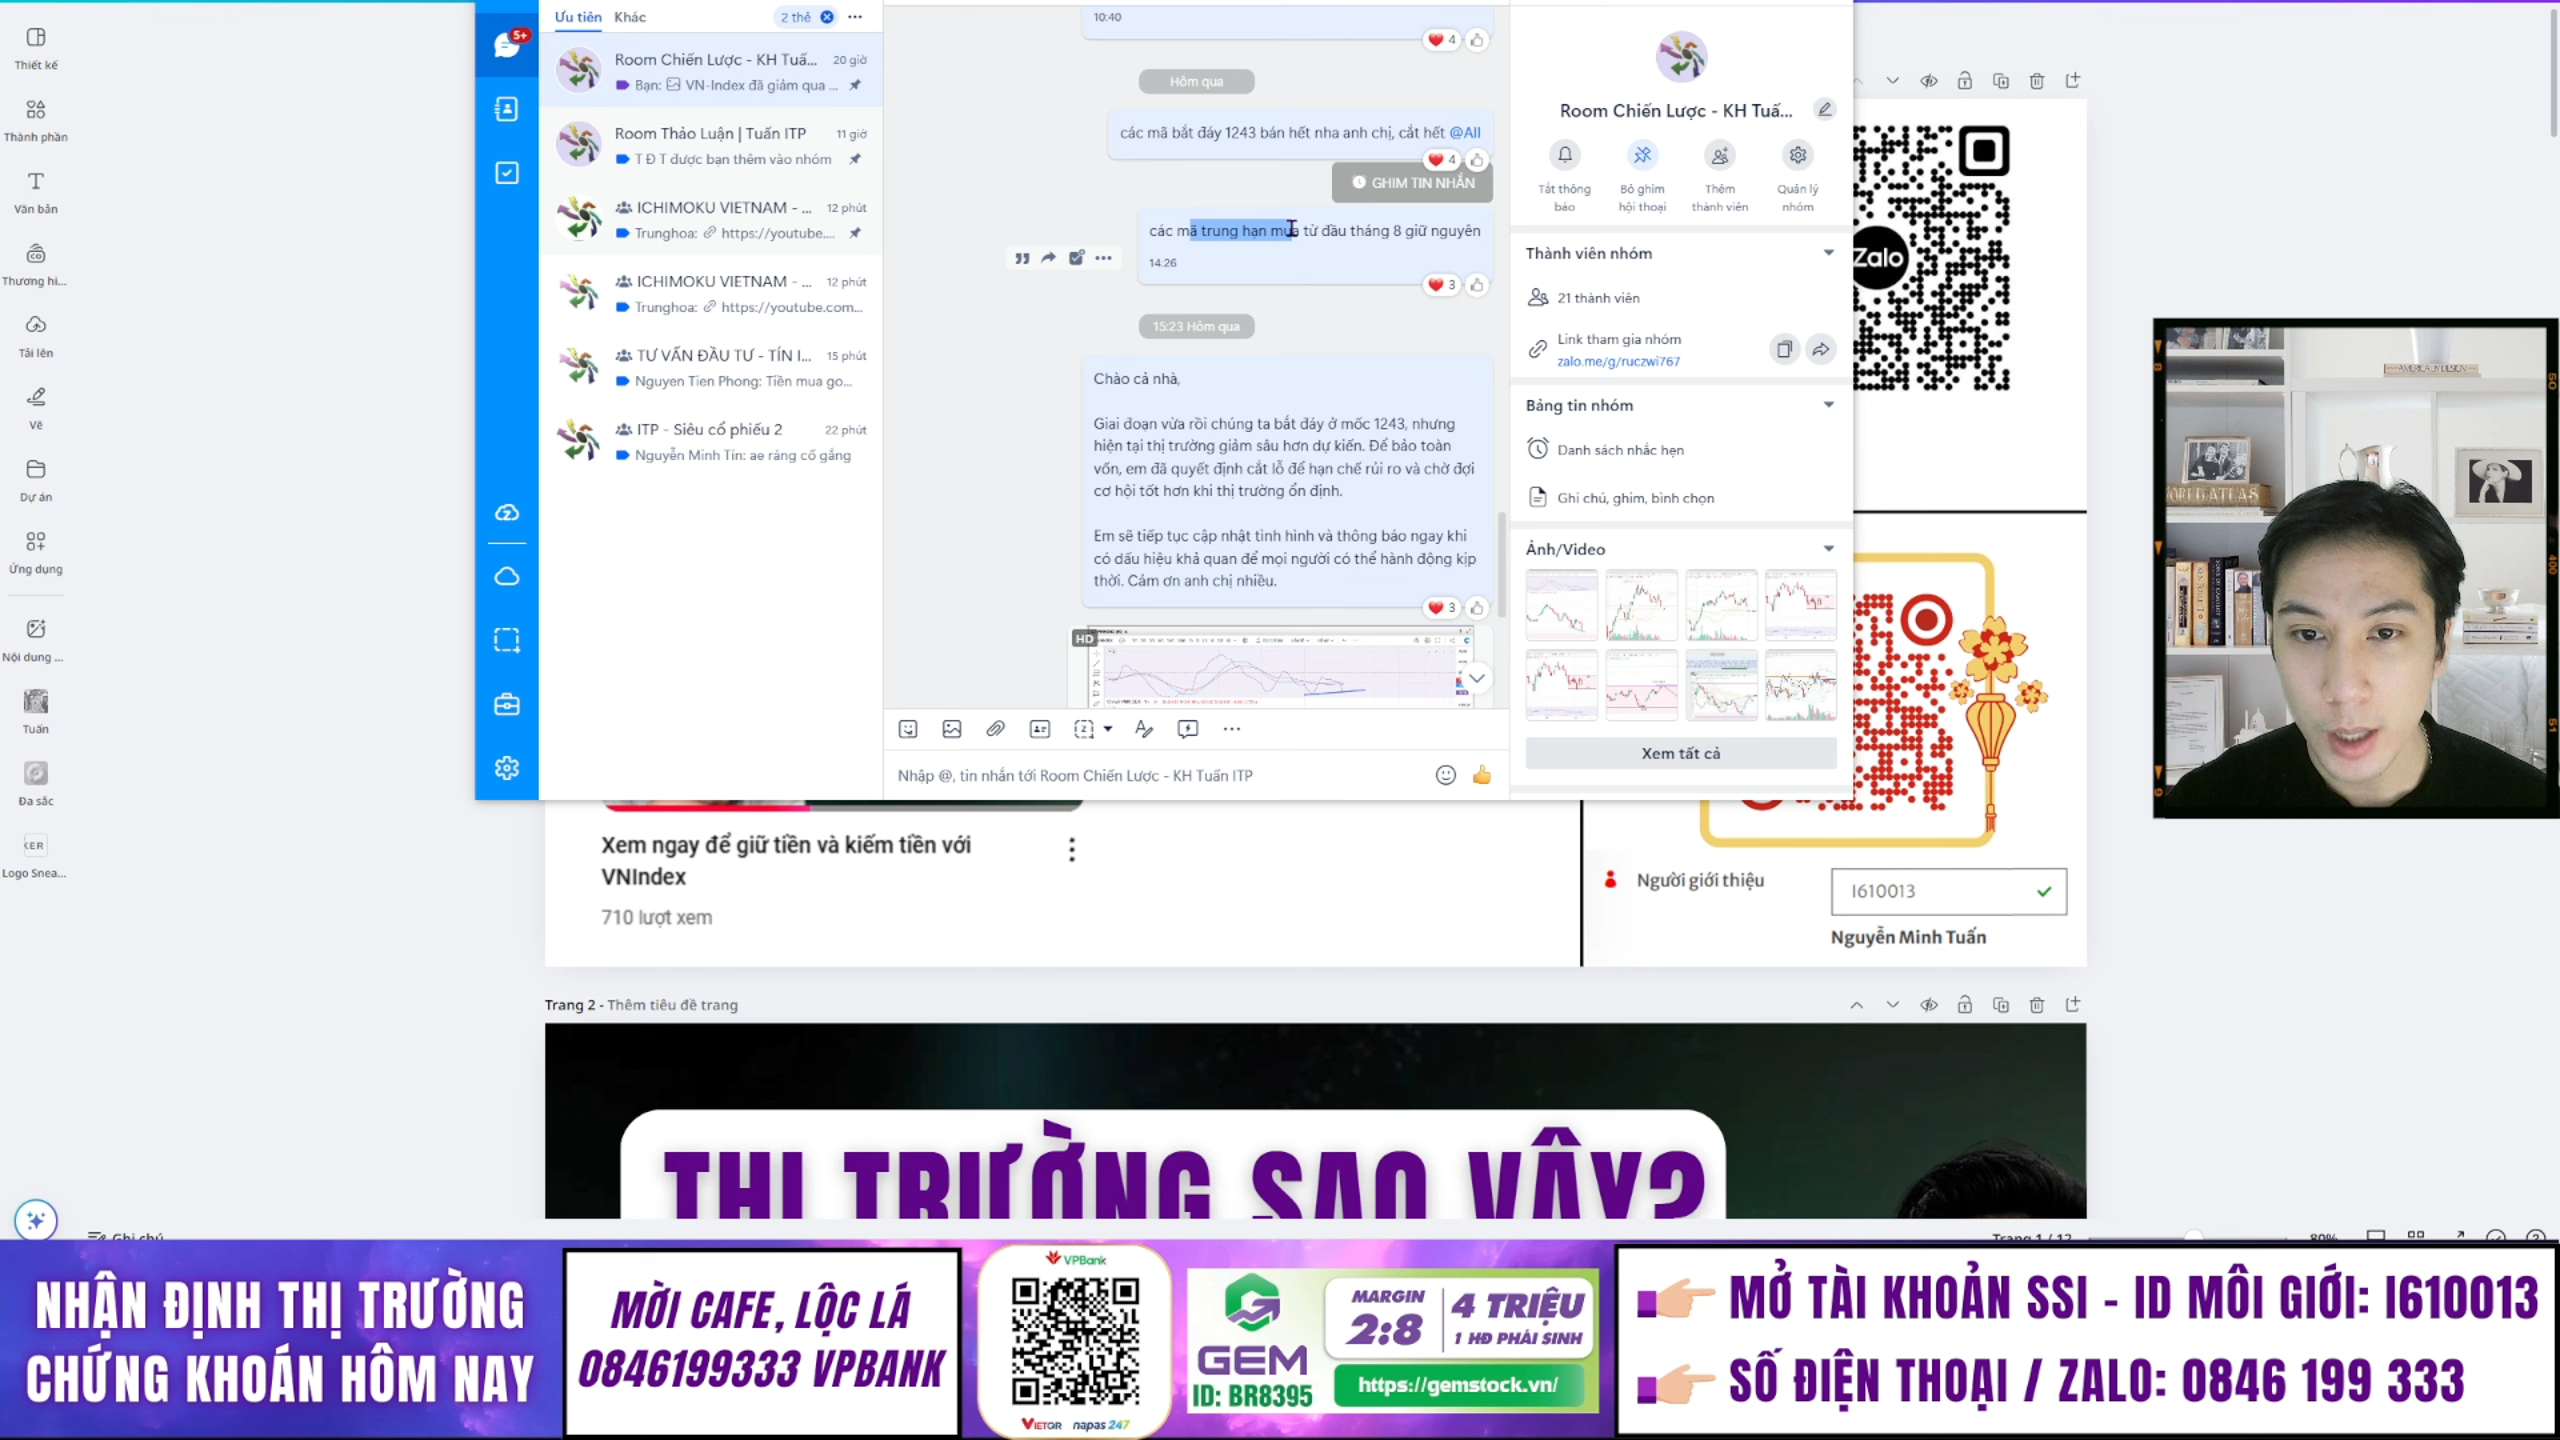 Thiết kế
Thành phần
Văn bản
Thương hi...
Tải lên
Vẽ
Dự án
Ứng dụng
Nội dung ...
Tuấn
Đa sắc
KER
Logo Snea...
5+
Ưu tiên Khác 2 thẻ
Room Chiến Lược - KH Tuấ... 20 giờ
Bạn: VN-Index đã giảm qua ...
Room Thảo Luận | Tuấn ITP 11 giờ
T Đ T được bạn thêm vào nhóm
ICHIMOKU VIETNAM - ... 12 phút
Trunghoa: https://youtube....
ICHIMOKU VIETNAM - ... 12 phút
Trunghoa: https://youtube.com...
TƯ VẤN ĐẦU TƯ - TÍN I... 15 phút
Nguyen Tien Phong: Tiền mua go...
ITP - Siêu cổ phiếu 2 22 phút
Nguyễn Minh Tín: ae ráng cố gắng
10:40
4
Hôm qua
các mã bắt đáy 1243 bán hết nha anh chị, cắt hết @All
4
GHIM TIN NHẮN
các mã trung hạn mua từ đầu tháng 8 giữ nguyên
14:26
3
15:23 Hôm qua
Chào cả nhà,
Giai đoạn vừa rồi chúng ta bắt đáy ở mốc 1243, nhưng
hiện tại thị trường giảm sâu hơn dự kiến. Để bảo toàn
vốn, em đã quyết định cắt lỗ để hạn chế rủi ro và chờ đợi
cơ hội tốt hơn khi thị trường ổn định.
Em sẽ tiếp tục cập nhật tình hình và thông báo ngay khi
có dấu hiệu khả quan để mọi người có thể hành động kịp
thời. Cảm ơn anh chị nhiều.
3
HD
Nhập @, tin nhắn tới Room Chiến Lược - KH Tuấn ITP
Room Chiến Lược - KH Tuấ...
Tắt thông báo
Bỏ ghim hội thoại
Thêm thành viên
Quản lý nhóm
Thành viên nhóm
21 thành viên
Link tham gia nhóm
zalo.me/g/ruczwi767
Bảng tin nhóm
Danh sách nhắc hẹn
Ghi chú, ghim, bình chọn
Ảnh/Video
Xem tất cả
Zalo
Xem ngay để giữ tiền và kiếm tiền với
VNIndex
710 lượt xem
Người giới thiệu
I610013
Nguyễn Minh Tuấn
Trang 2 - Thêm tiêu đề trang
THỊ TRƯỜNG SAO VẬY?
Ghi chú
Trang 1 / 12
80%
NHẬN ĐỊNH THỊ TRƯỜNG
CHỨNG KHOÁN HÔM NAY
MỜI CAFE, LỘC LÁ
0846199333 VPBANK
VPBank
VIETQR napas 247
GEM
ID: BR8395
MARGIN
2:8
4 TRIỆU
1 HĐ PHÁI SINH
https://gemstock.vn/
MỞ TÀI KHOẢN SSI - ID MÔI GIỚI: I610013
SỐ ĐIỆN THOẠI / ZALO: 0846 199 333